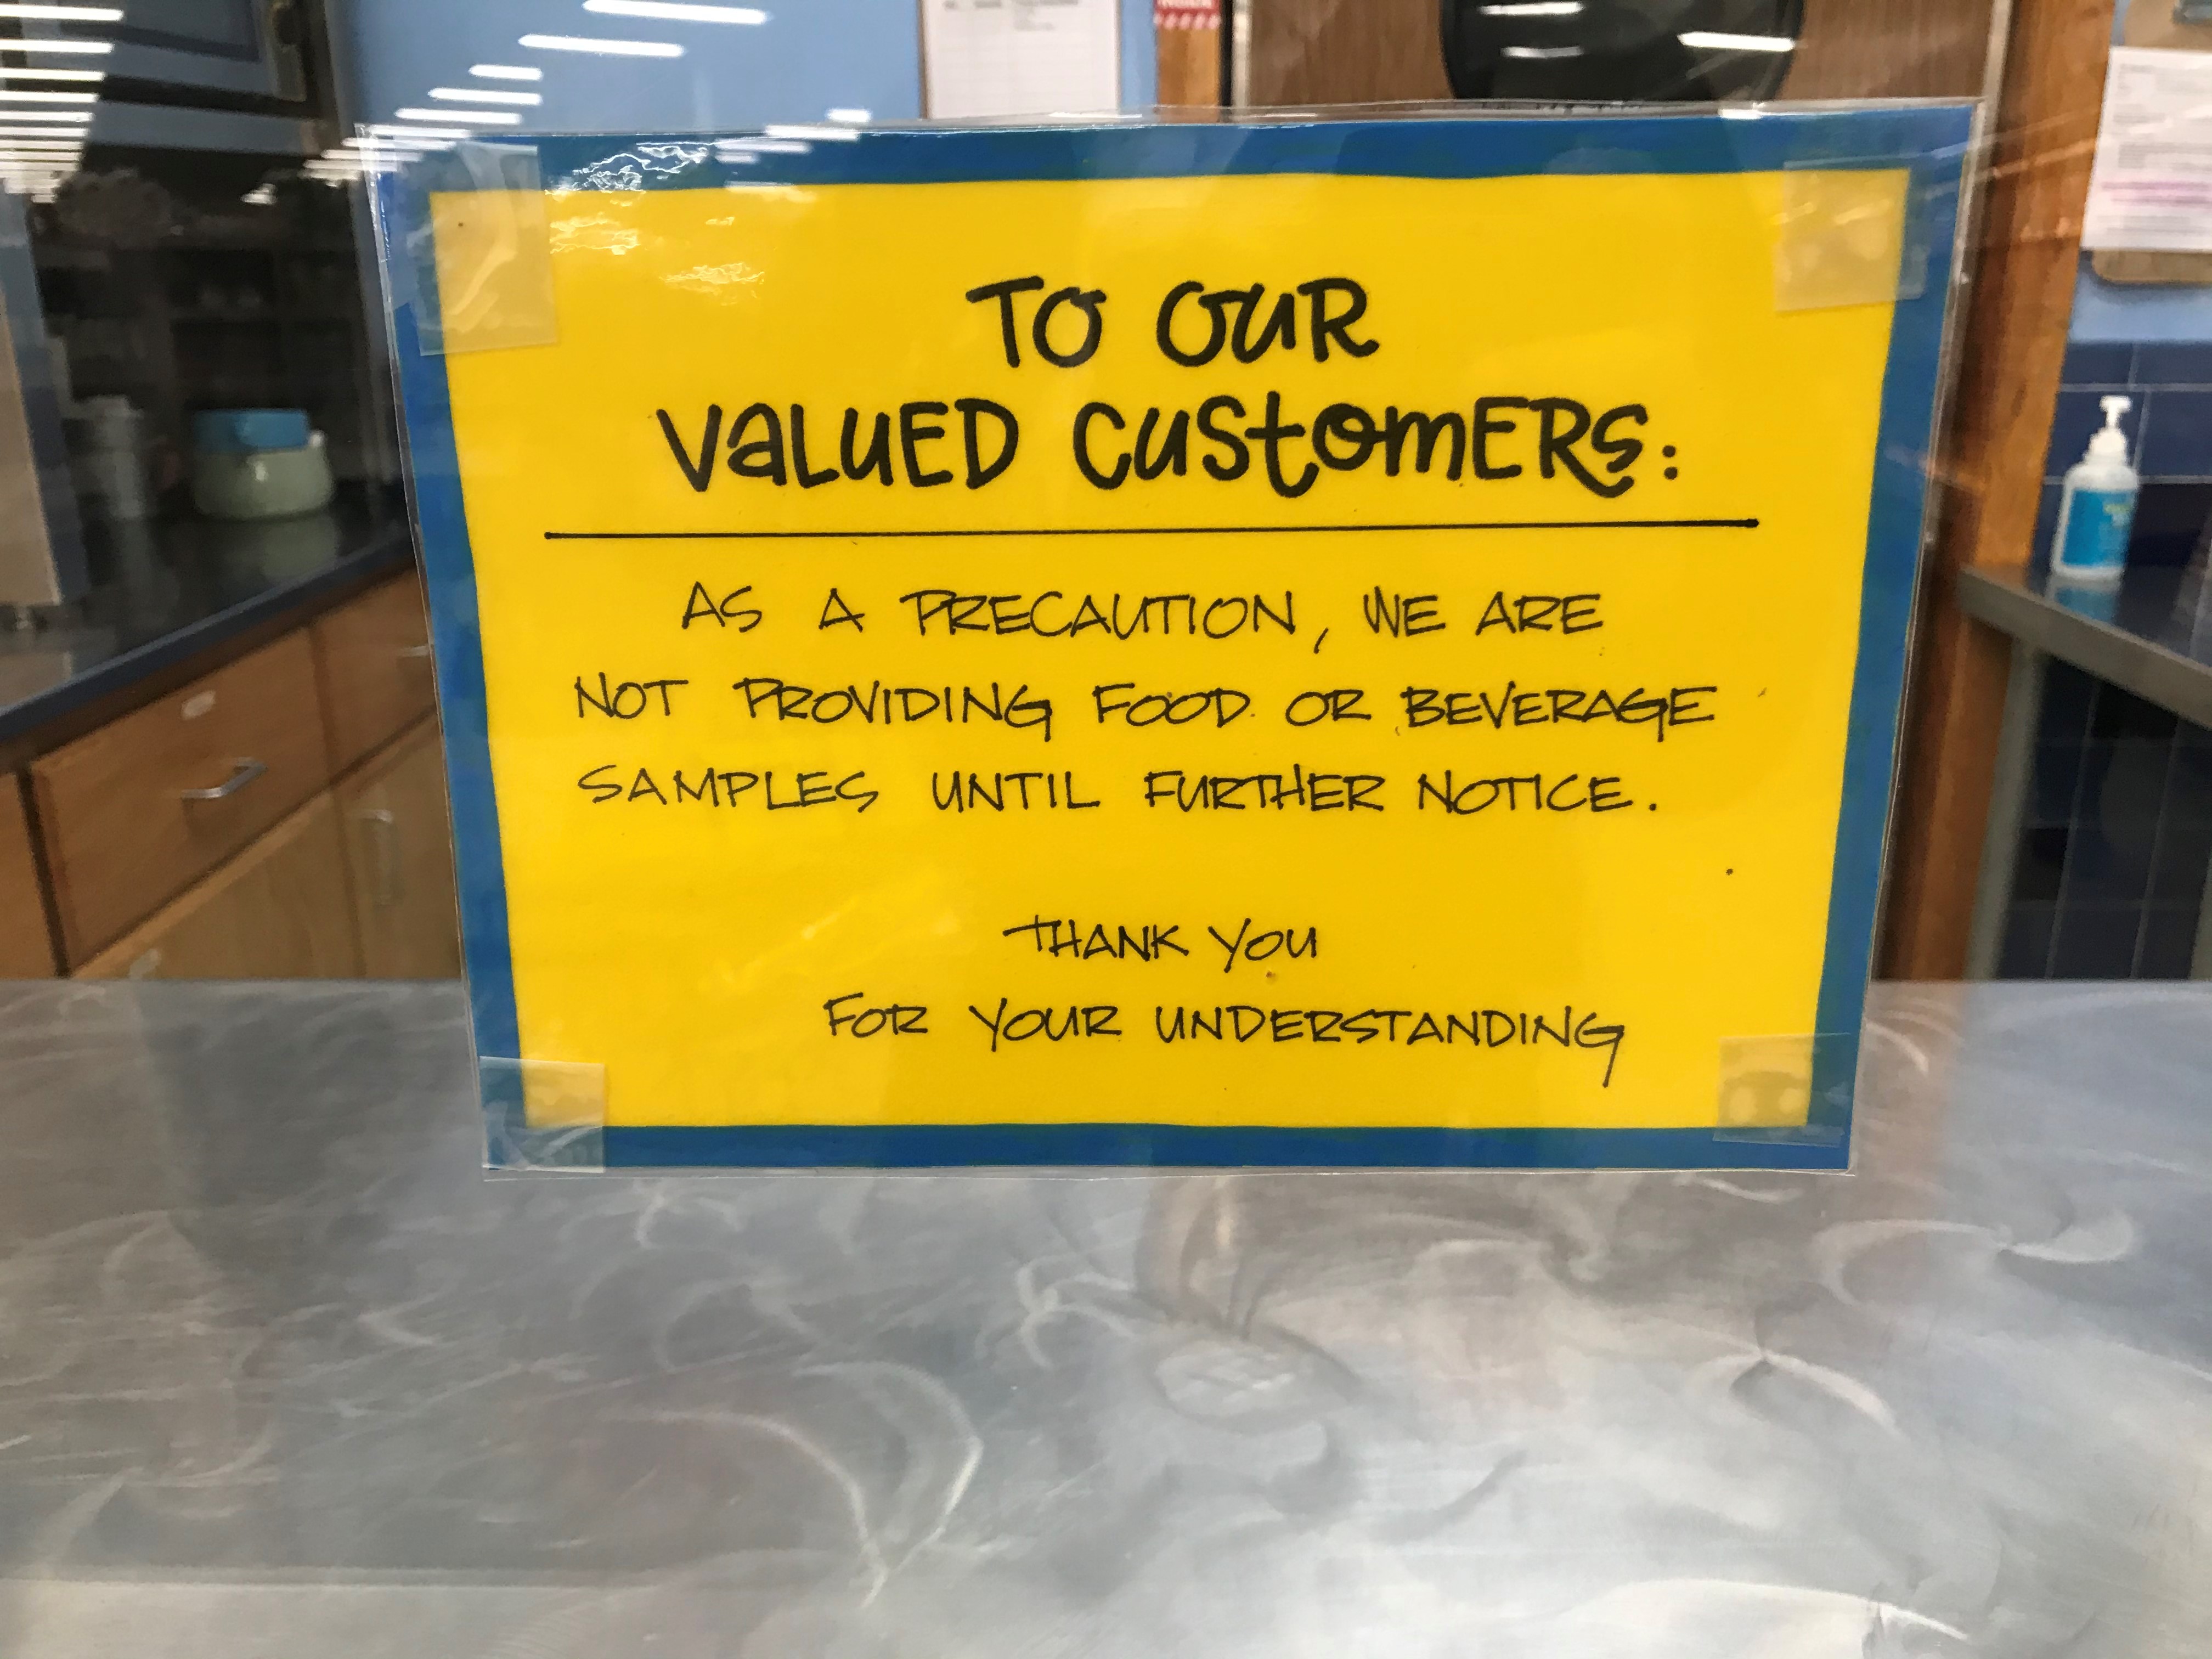 TO OUR
VALUED CUSTOMERS:
AS A PRECAUTION, WE ARE
NOT PROVIDING FOOD OR BEVERAGE
SAMPLES UNTIL FURTHER NOTICE.
THANK YOU
FOR YOUR UNDERSTANDING